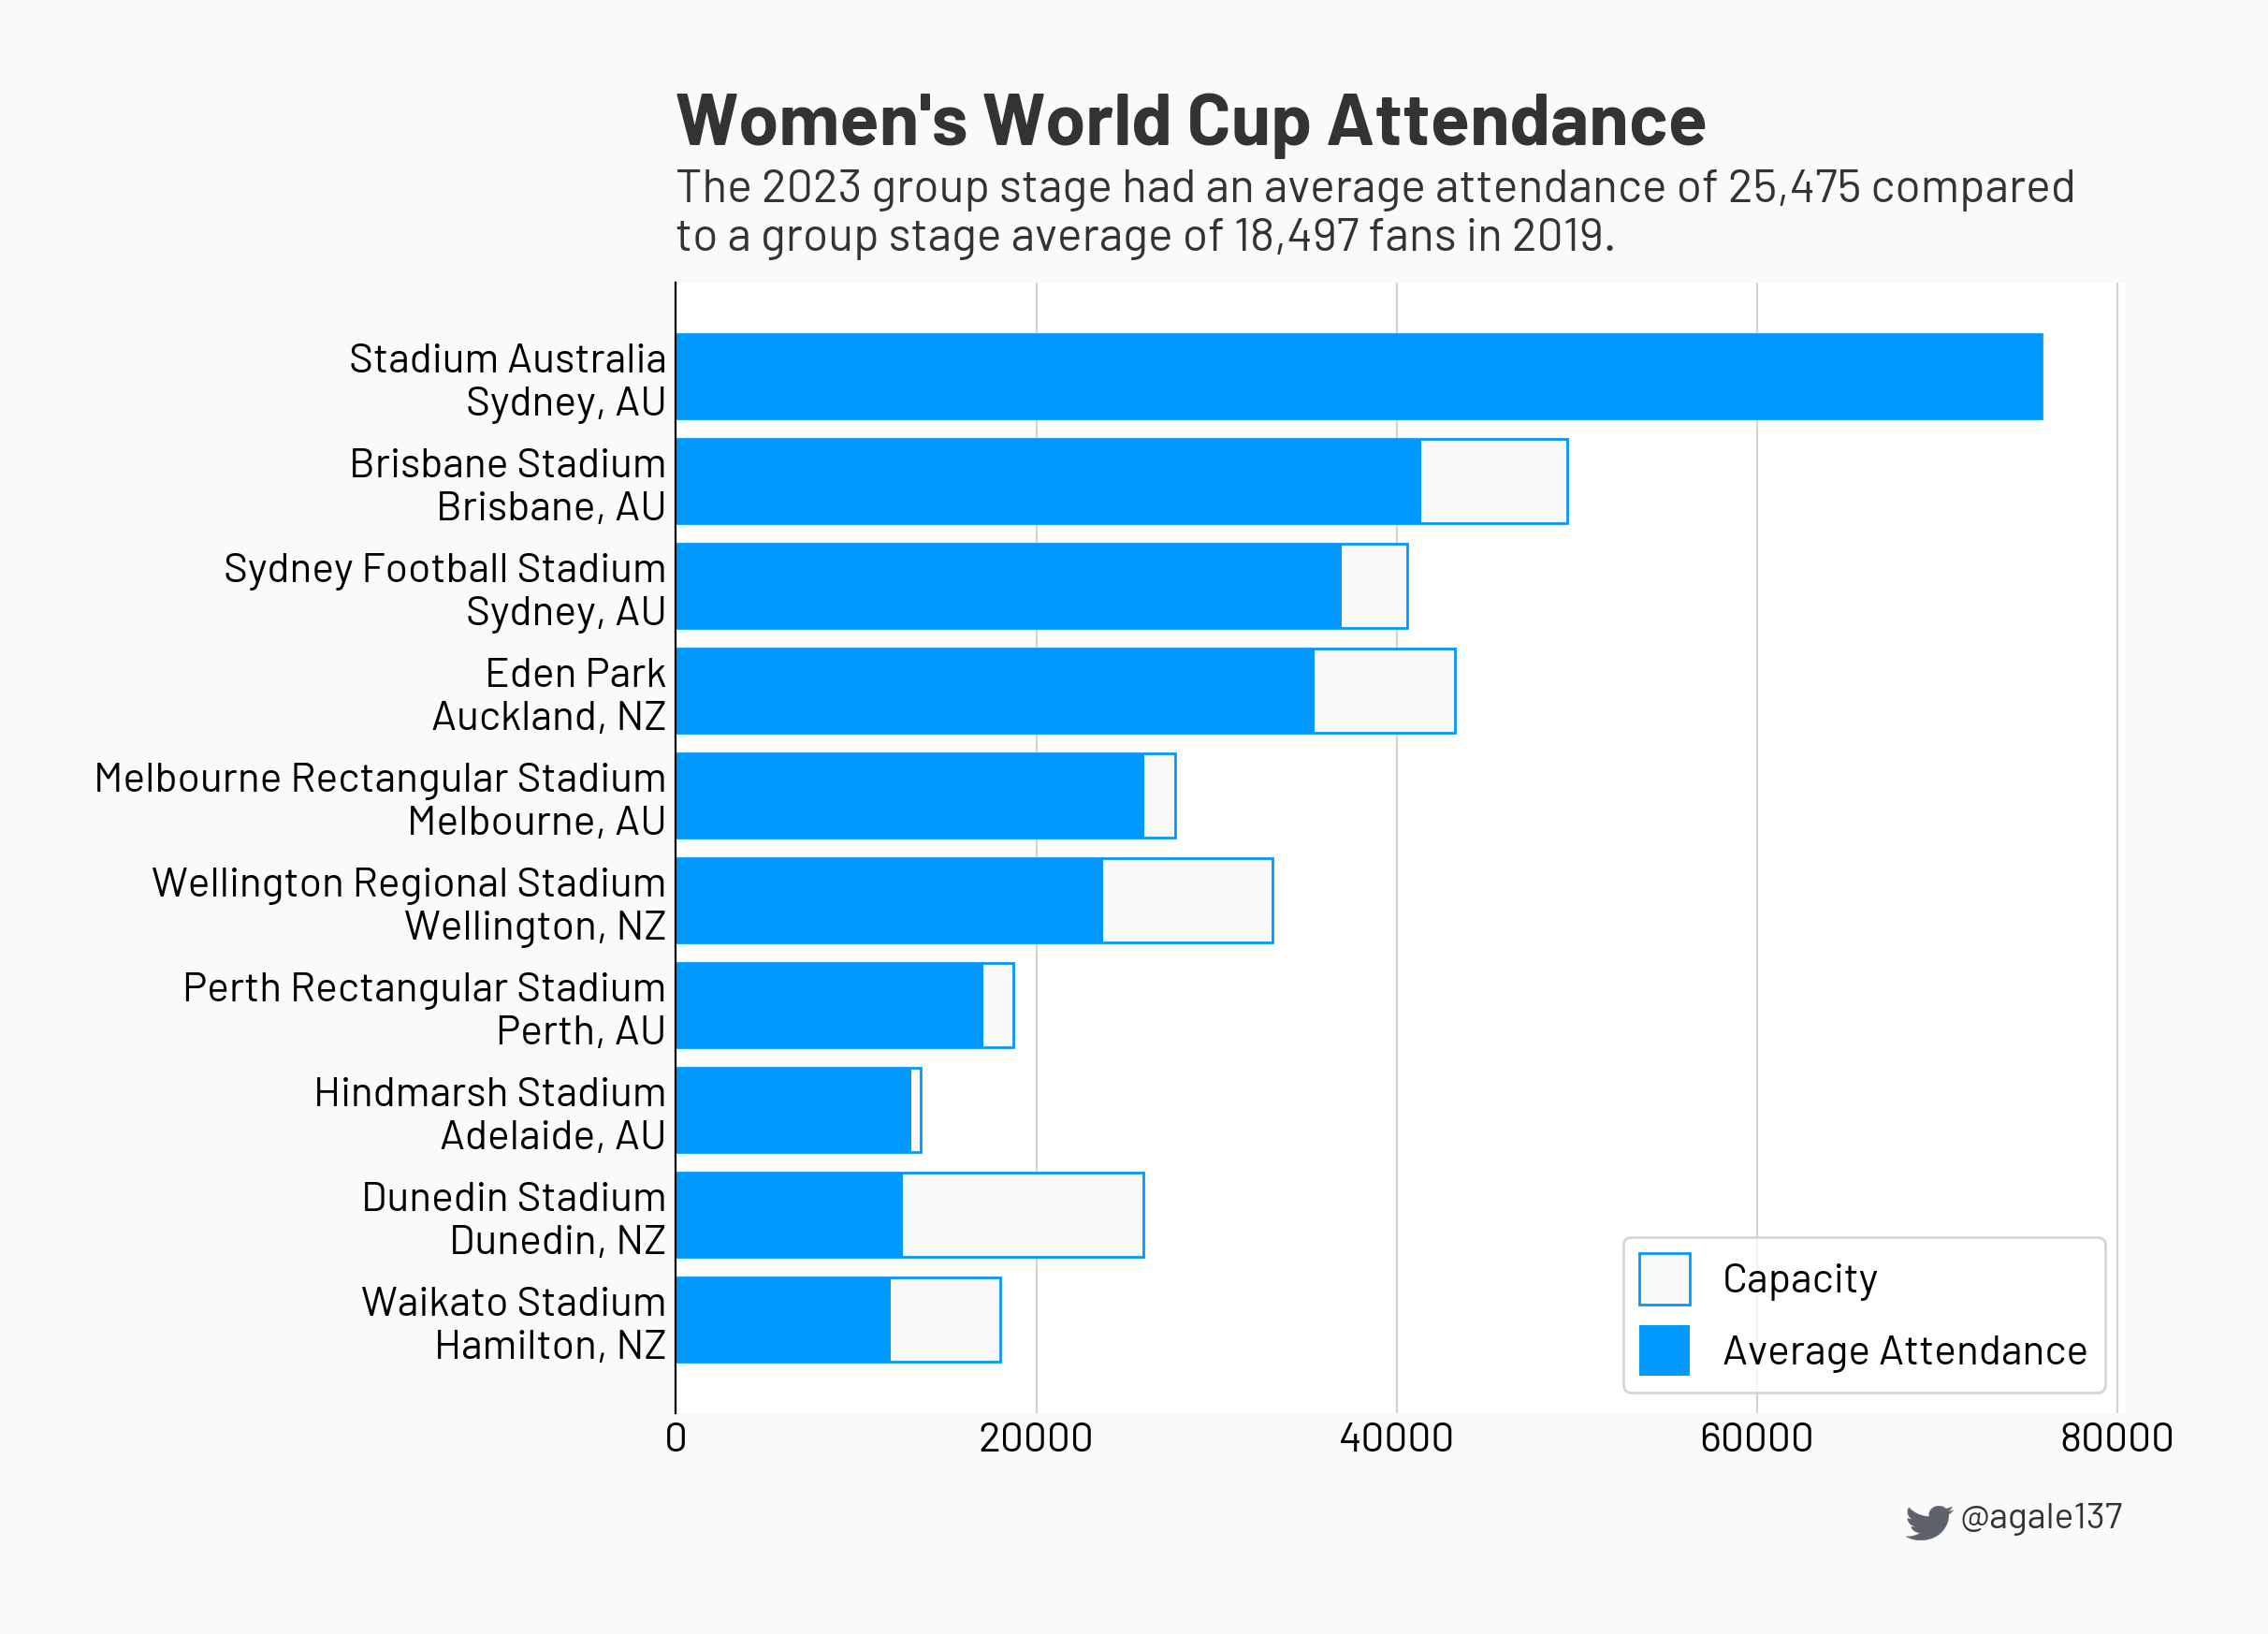 Women's World Cup Attendance
The 2023 group stage had an average attendance of 25,475 compared
to a group stage average of 18,497 fans in 2019.
Stadium Australia
Sydney, AU
Brisbane Stadium
Brisbane, AU
Sydney Football Stadium
Sydney, AU
Eden Park
Auckland, NZ
Melbourne Rectangular Stadium
Melbourne, AU
Wellington Regional Stadium
Wellington, NZ
Perth Rectangular Stadium
Perth, AU
Hindmarsh Stadium
Adelaide, AU
Dunedin Stadium
Dunedin, NZ
Waikato Stadium
Hamilton, NZ
Capacity
Average Attendance
0 20000 40000 60000 80000
@agale137